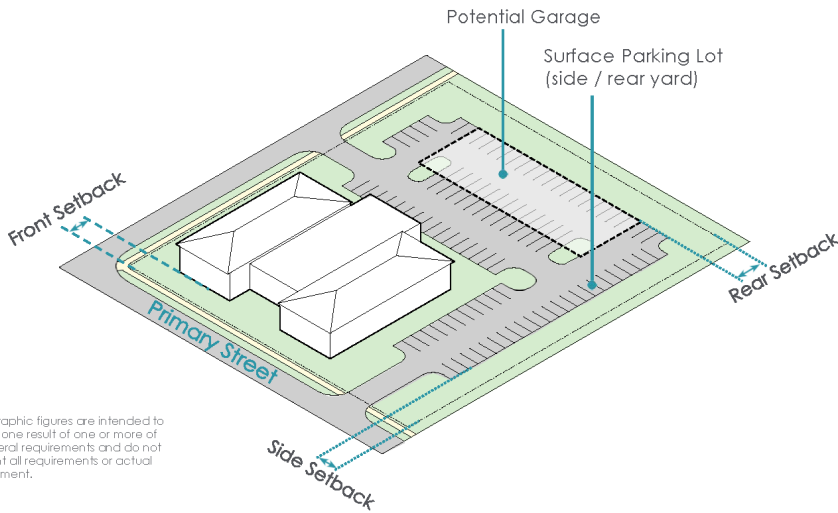 Potential Garage
Surface Parking Lot
(side / rear yard)
Front Setback
Rear Setback
Primary Street
Side Setback
raphic figures are intended to
one result of one or more of
eral requirements and do not
t all requirements or actual
ment.